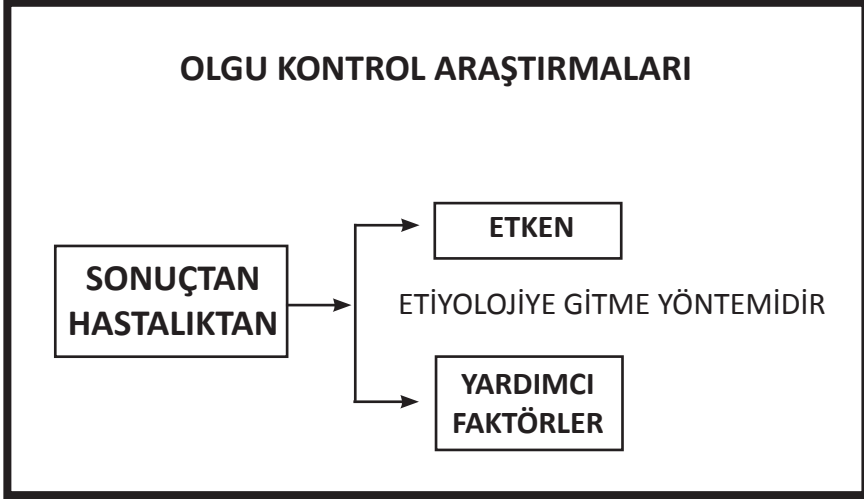 OLGU KONTROL ARAŞTIRMALARI
SONUÇTAN
HASTALIKTAN
ETKEN
ETİYOLOJİYE GİTME YÖNTEMİDİR
YARDIMCI
FAKTÖRLER